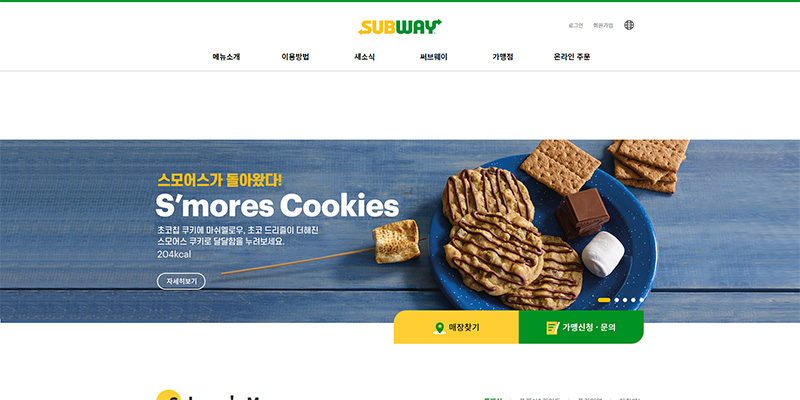 SUBWAY
로그인 회원가입
메뉴소개 이용방법 새소식 써브웨이 가맹점 온라인 주문
스모어스가 돌아왔다!
S'mores Cookies
초코칩 쿠키에 마쉬멜로우, 초코 드리즐이 더해진
스모어스 쿠키로 달달함을 누려보세요.
204kcal
자세히보기
매장찾기
가맹신청 · 문의